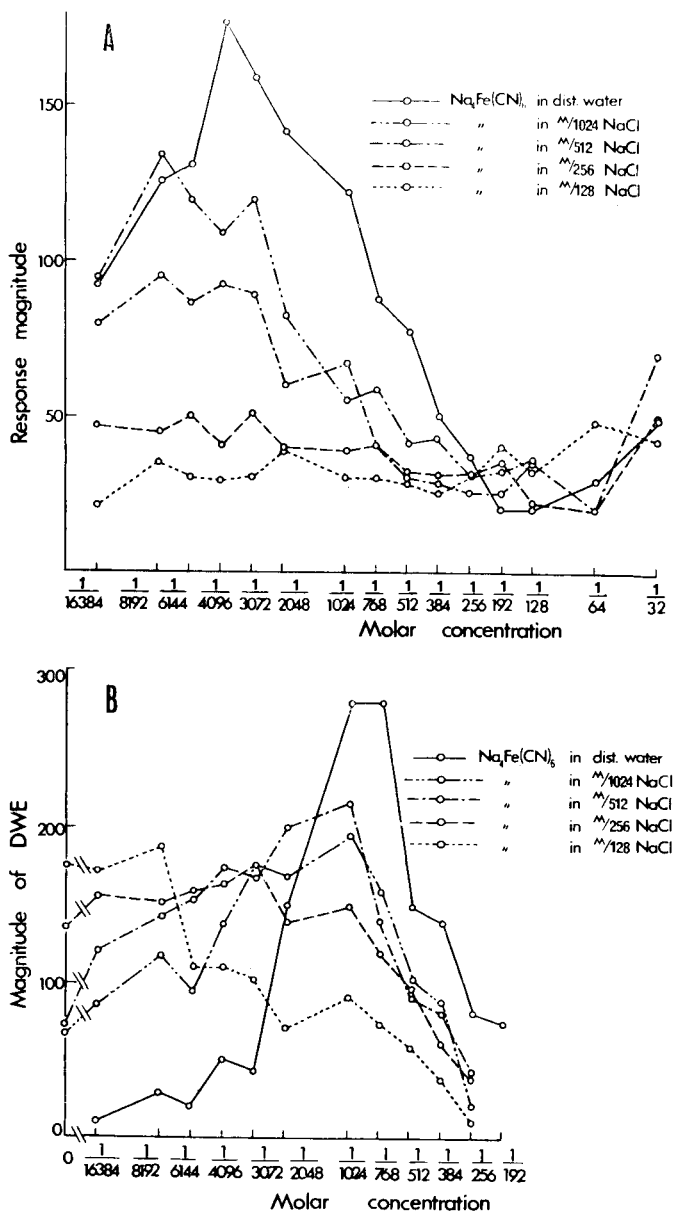 A
150
100
50
Response magnitude
Na₄Fe(CN)₆ in dist. water
〃 in M/1024 NaCl
〃 in M/512 NaCl
〃 in M/256 NaCl
〃 in M/128 NaCl
1/16384 1/8192 1/6144 1/4096 1/3072 1/2048 1/1024 1/768 1/512 1/384 1/256 1/192 1/128 1/64 1/32
Molar concentration
B
300
200
100
0
Magnitude of DWE
Na₄Fe(CN)₆ in dist. water
〃 in M/1024 NaCl
〃 in M/512 NaCl
〃 in M/256 NaCl
〃 in M/128 NaCl
0 1/16384 1/8192 1/6144 1/4096 1/3072 1/2048 1/1024 1/768 1/512 1/384 1/256 1/192
Molar concentration